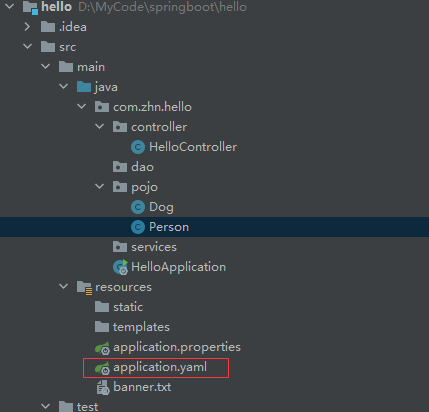 hello D:\MyCode\springboot\hello
.idea
src
main
java
com.zhn.hello
controller
HelloController
dao
pojo
Dog
Person
services
HelloApplication
resources
static
templates
application.properties
application.yaml
banner.txt
test